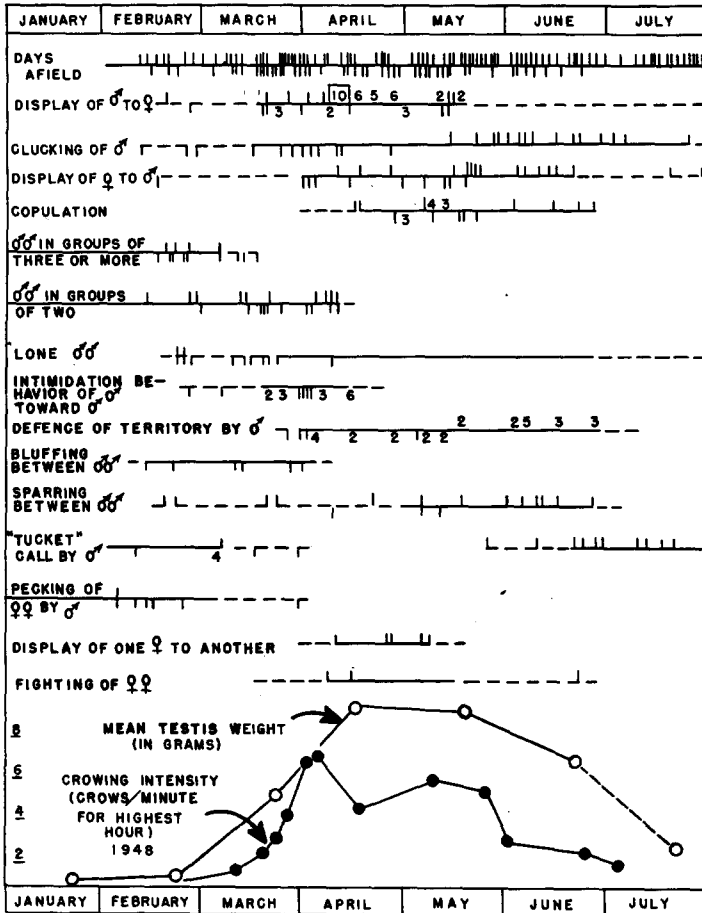 JANUARY FEBRUARY MARCH APRIL MAY JUNE JULY
DAYS
AFIELD
DISPLAY OF ♂ TO ♀ 3 2 10 6 5 6 3 2 2
CLUCKING OF ♂
DISPLAY OF ♀ TO ♂
COPULATION 3 4 3
♂♂ IN GROUPS OF
THREE OR MORE
♂♂ IN GROUPS
OF TWO
LONE ♂♂
INTIMIDATION BE-
HAVIOR OF ♂ 2 3 3 6
TOWARD ♂
DEFENCE OF TERRITORY BY ♂ 4 2 2 2 2 2 2 5 3 3
BLUFFING
BETWEEN ♂♂
SPARRING
BETWEEN ♂♂
"TUCKET"
CALL BY ♂ 4
PECKING OF
♀♀ BY ♂
DISPLAY OF ONE ♀ TO ANOTHER
FIGHTING OF ♀♀
8
MEAN TESTIS WEIGHT
(IN GRAMS)
6
CROWING INTENSITY
(CROWS/MINUTE
4
FOR HIGHEST
HOUR)
2
1948
JANUARY FEBRUARY MARCH APRIL MAY JUNE JULY